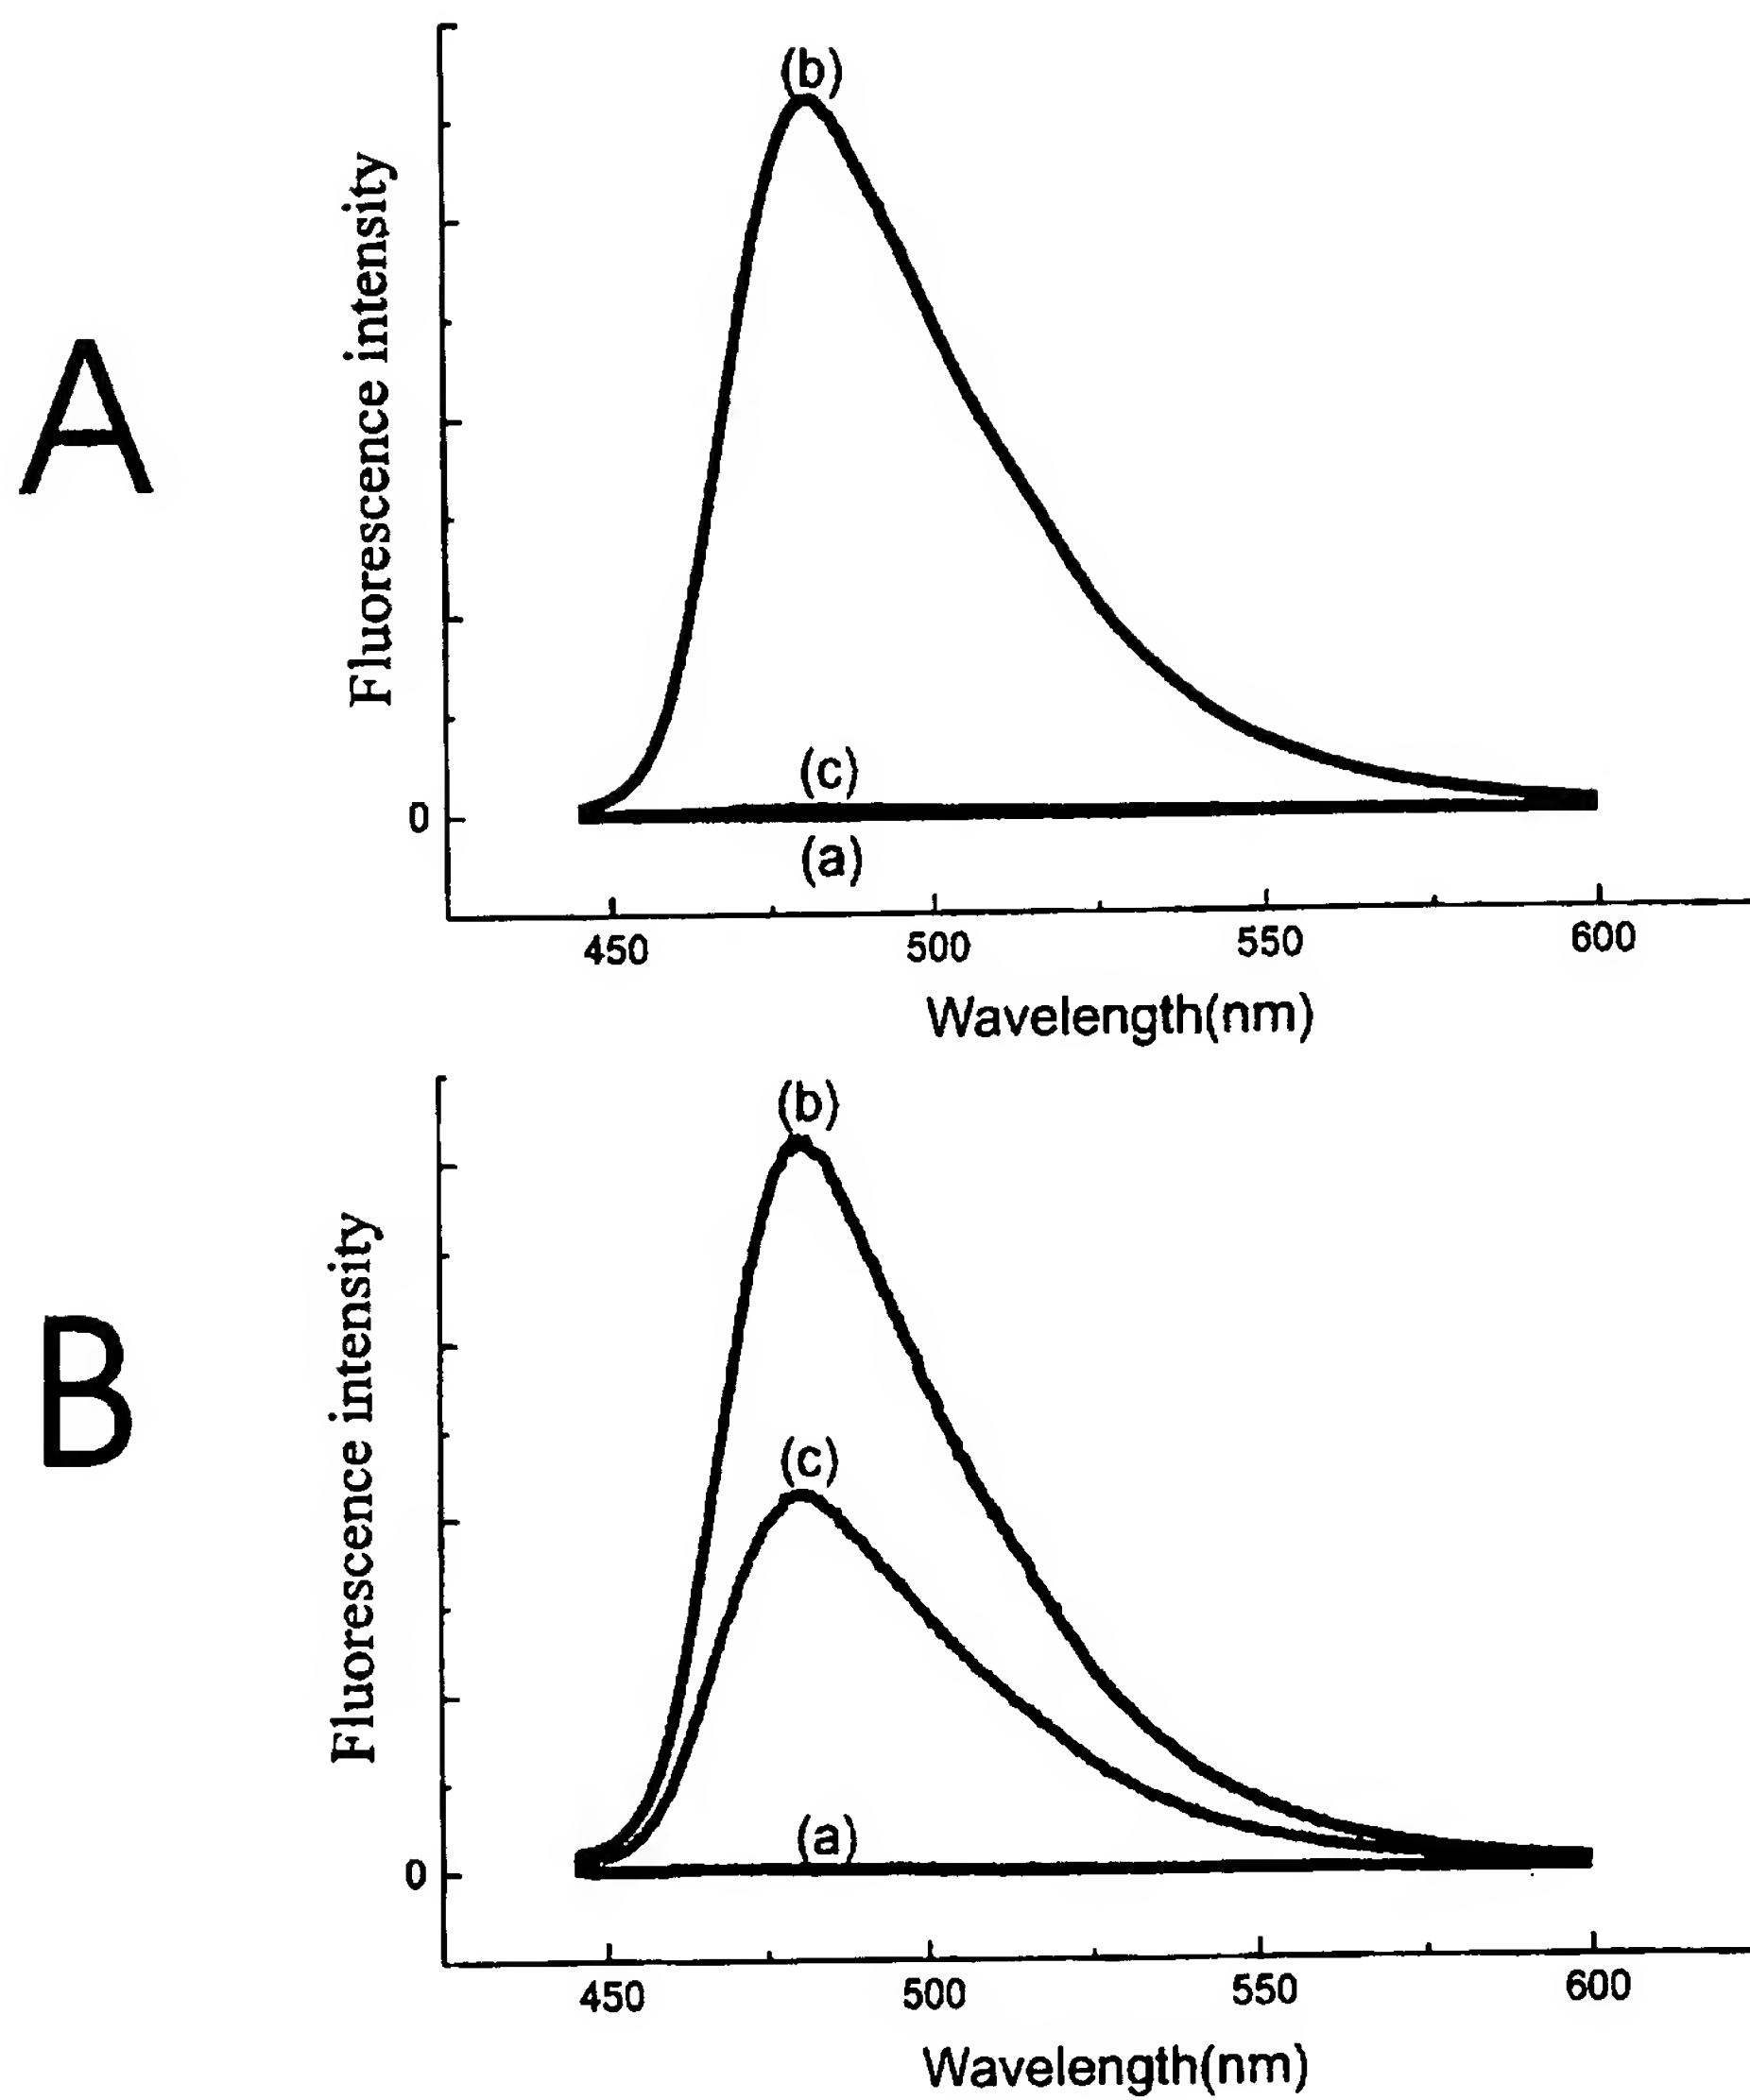 A
Fluorescence intensity
(b)
(c)
(a)
0
450 500 550 600
Wavelength(nm)
B
Fluorescence intensity
(b)
(c)
(a)
0
450 500 550 600
Wavelength(nm)